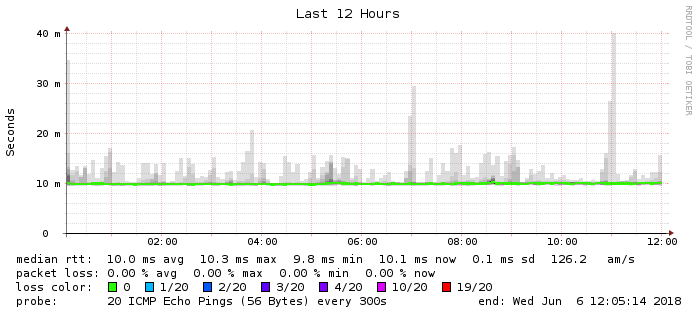 Last 12 Hours
RRDTOOL / TOBI OETIKER
Seconds
40 m
30 m
20 m
10 m
0
02:00 04:00 06:00 08:00 10:00 12:00
median rtt: 10.0 ms avg 10.3 ms max 9.8 ms min 10.1 ms now 0.1 ms sd 126.2 am/s
packet loss: 0.00 % avg 0.00 % max 0.00 % min 0.00 % now
loss color: 0 1/20 2/20 3/20 4/20 10/20 19/20
probe: 20 ICMP Echo Pings (56 Bytes) every 300s end: Wed Jun 6 12:05:14 2018